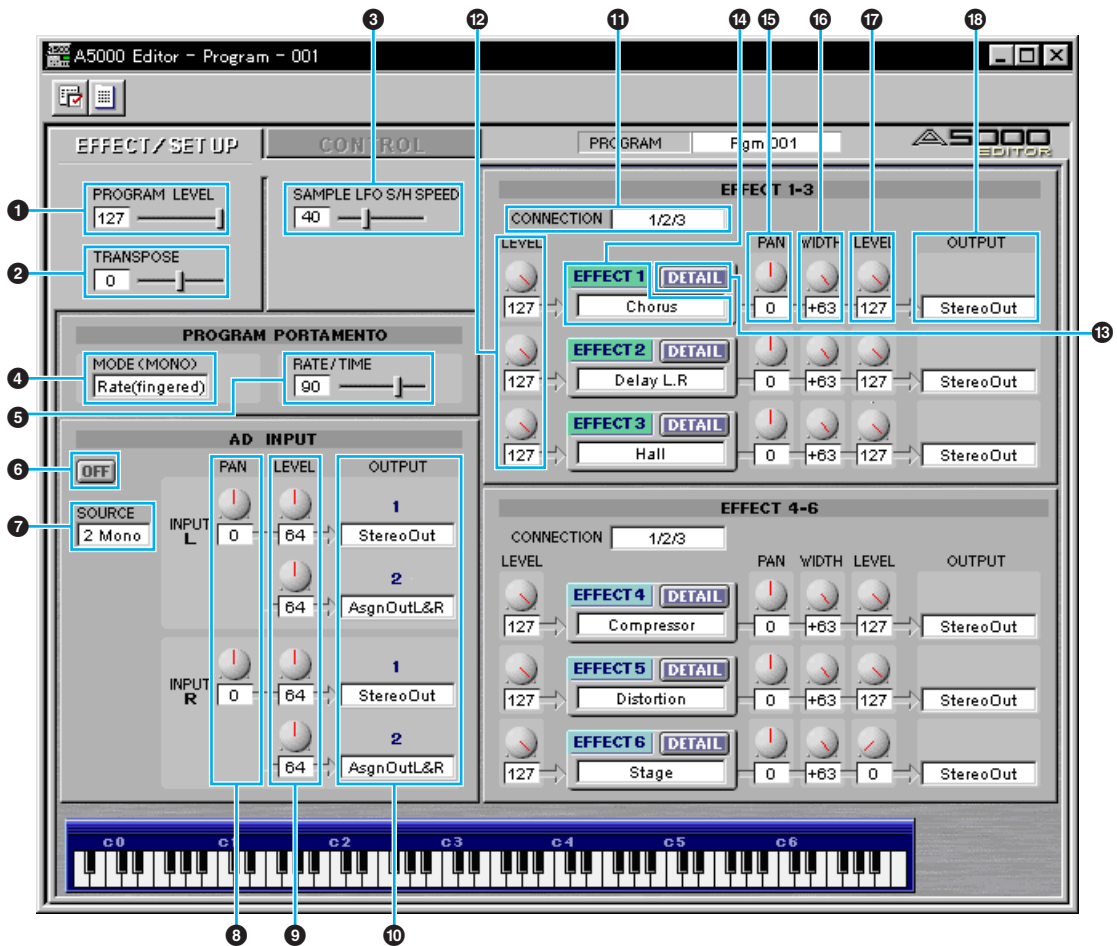 12 3 11 14 15 16 17 18
A5000 Editor - Program - 001
EFFECT/SETUP CONTROL PROGRAM Pgm 001 A5000 EDITOR
1 PROGRAM LEVEL
127
2 TRANSPOSE
0
SAMPLE LFO S/H SPEED
40
PROGRAM PORTAMENTO
4 MODE (MONO)
Rate(fingered)
5 RATE/TIME
90
AD INPUT
6 OFF
7 SOURCE
2 Mono
PAN LEVEL OUTPUT
INPUT L
0 64
1
StereoOut
64
2
AsgnOutL&R
INPUT R
0 64
1
StereoOut
64
2
AsgnOutL&R
EFFECT 1-3
CONNECTION 1/2/3
LEVEL PAN WIDTH LEVEL OUTPUT
EFFECT 1 DETAIL
127 Chorus 0 +63 127 StereoOut
13
EFFECT 2 DETAIL
127 Delay L.R 0 +63 127 StereoOut
EFFECT 3 DETAIL
127 Hall 0 +63 127 StereoOut
EFFECT 4-6
CONNECTION 1/2/3
LEVEL PAN WIDTH LEVEL OUTPUT
EFFECT 4 DETAIL
127 Compressor 0 +63 127 StereoOut
EFFECT 5 DETAIL
127 Distortion 0 +63 127 StereoOut
EFFECT 6 DETAIL
127 Stage 0 +63 0 StereoOut
C0 C1 C2 C3 C4 C5 C6
8 9 10